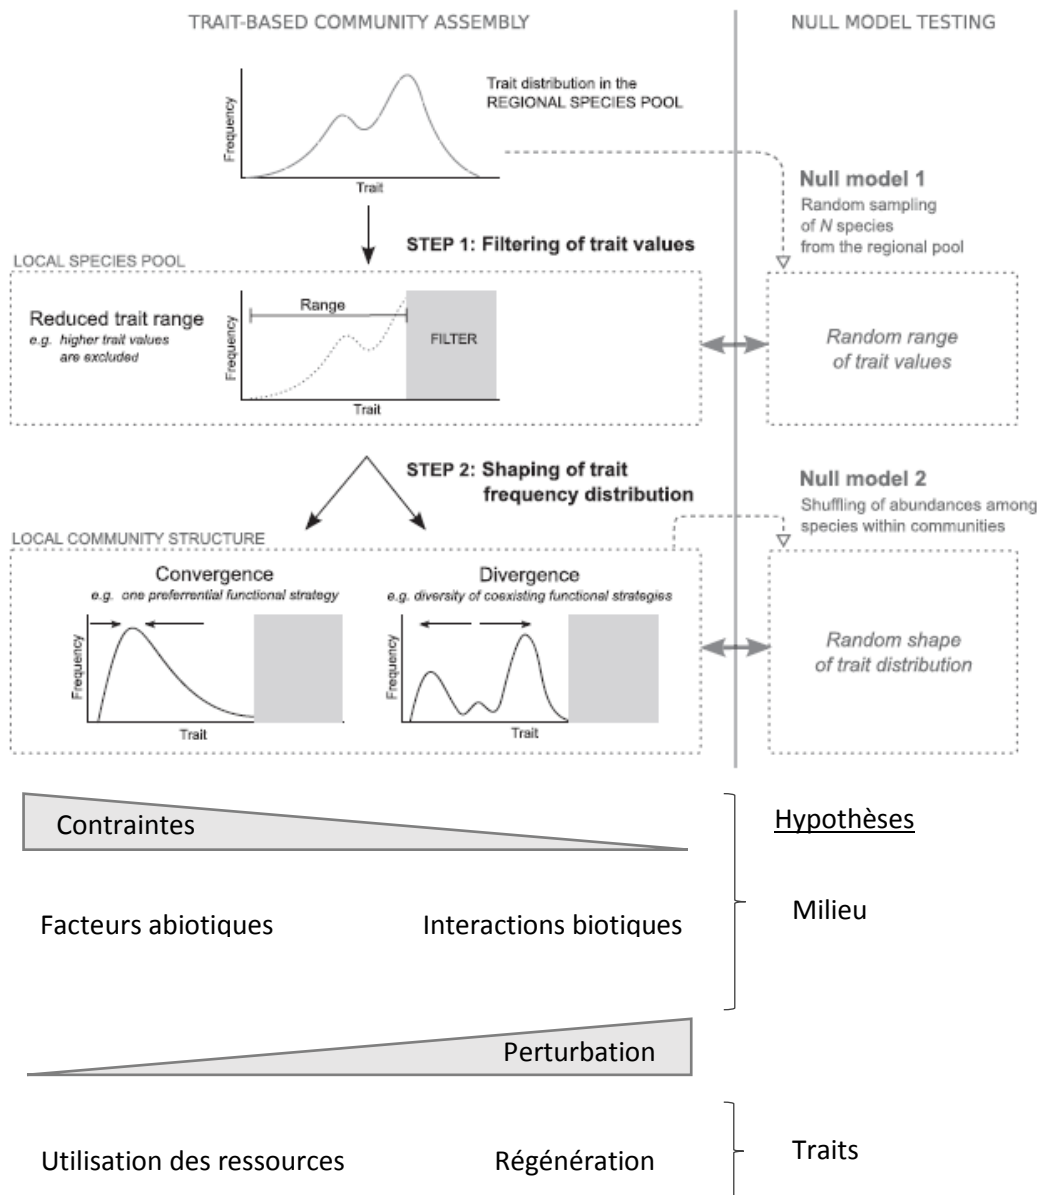 TRAIT-BASED COMMUNITY ASSEMBLY
NULL MODEL TESTING
Frequency
Trait
Trait distribution in the
REGIONAL SPECIES POOL
Null model 1
Random sampling
of N species
from the regional pool
STEP 1: Filtering of trait values
LOCAL SPECIES POOL
Reduced trait range
e.g. higher trait values
are excluded
Frequency
Range
FILTER
Trait
Random range
of trait values
STEP 2: Shaping of trait
frequency distribution
Null model 2
Shuffling of abundances among
species within communities
LOCAL COMMUNITY STRUCTURE
Convergence
e.g. one preferrential functional strategy
Frequency
Trait
Divergence
e.g. diversity of coexisting functional strategies
Frequency
Trait
Random shape
of trait distribution
Contraintes
Hypothèses
Facteurs abiotiques
Interactions biotiques
Milieu
Perturbation
Utilisation des ressources
Régénération
Traits